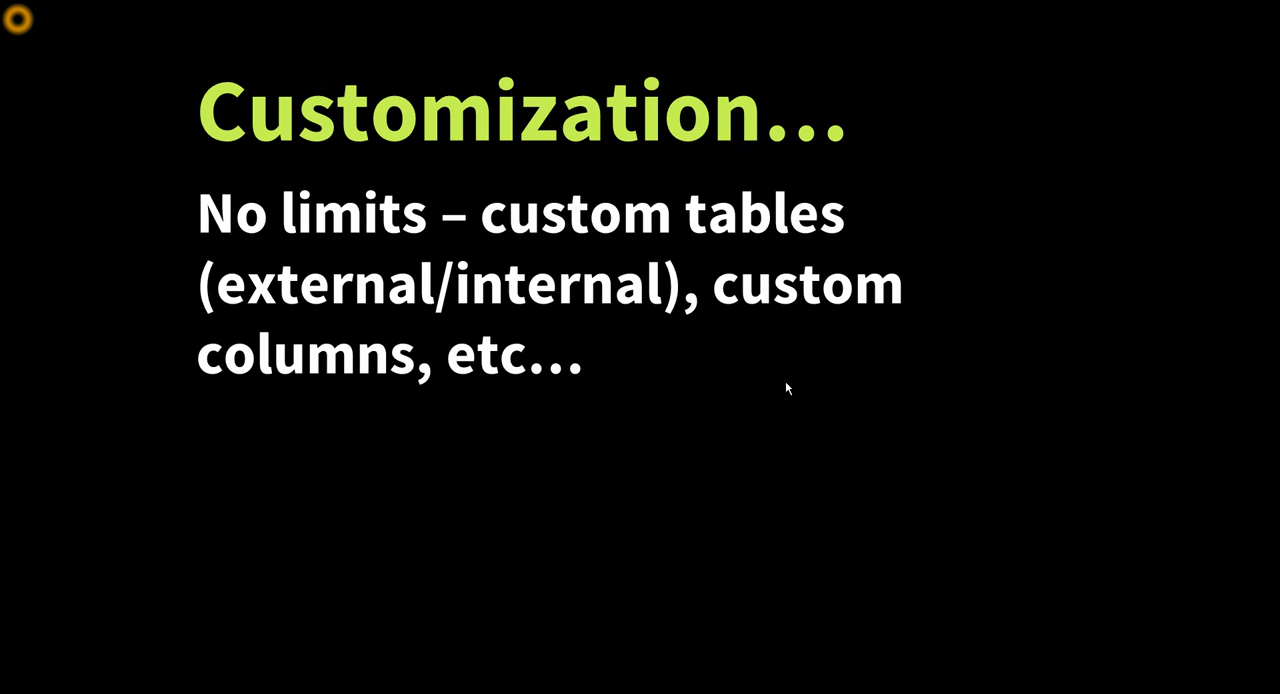 Customization...
No limits – custom tables
(external/internal), custom
columns, etc...